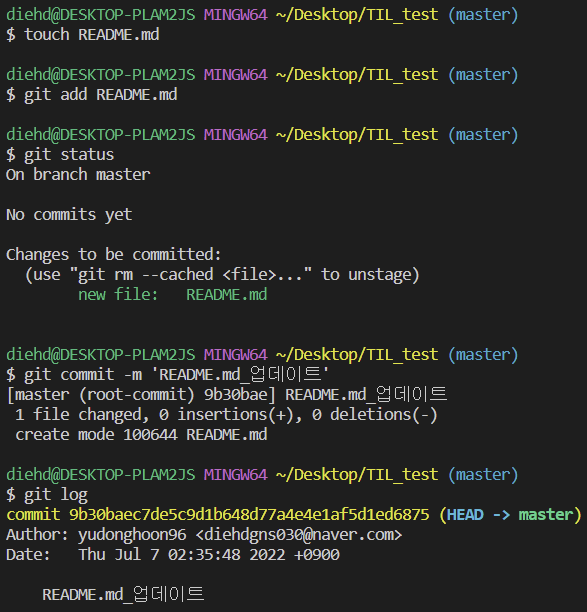 diehd@DESKTOP-PLAM2JS MINGW64 ~/Desktop/TIL_test (master)
$ touch README.md

diehd@DESKTOP-PLAM2JS MINGW64 ~/Desktop/TIL_test (master)
$ git add README.md

diehd@DESKTOP-PLAM2JS MINGW64 ~/Desktop/TIL_test (master)
$ git status
On branch master

No commits yet

Changes to be committed:
  (use "git rm --cached <file>..." to unstage)
        new file:   README.md


diehd@DESKTOP-PLAM2JS MINGW64 ~/Desktop/TIL_test (master)
$ git commit -m 'README.md_업데이트'
[master (root-commit) 9b30bae] README.md_업데이트
 1 file changed, 0 insertions(+), 0 deletions(-)
 create mode 100644 README.md

diehd@DESKTOP-PLAM2JS MINGW64 ~/Desktop/TIL_test (master)
$ git log
commit 9b30baec7de5c9d1b648d77a4e4e1af5d1ed6875 (HEAD -> master)
Author: yudonghoon96 <diehdgns030@naver.com>
Date:   Thu Jul 7 02:35:48 2022 +0900

    README.md_업데이트